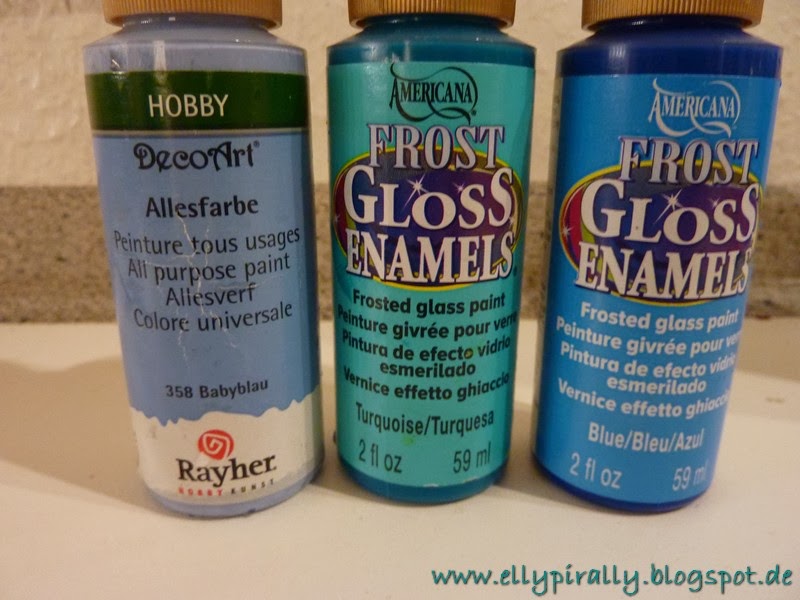 HOBBY
DecoArt®
Allesfarbe
Peinture tous usages
All purpose paint
Allesverf
Colore universale
358 Babyblau
Rayher
HOBBY KUNST
AMERICANA
FROST
GLOSS
ENAMELS
Frosted glass paint
Peinture givrée pour verre
Pintura de efecto vidrio
esmerilado
Vernice effetto ghiaccio
Turquoise/Turquesa
2 fl oz 59 ml
AMERICANA
FROST
GLOSS
ENAMELS
Frosted glass paint
Peinture givrée pour verre
Pintura de efecto vidrio
esmerilado
Vernice effetto ghiaccio
Blue/Bleu/Azul
2 fl oz 59 ml
www.ellypirally.blogspot.de